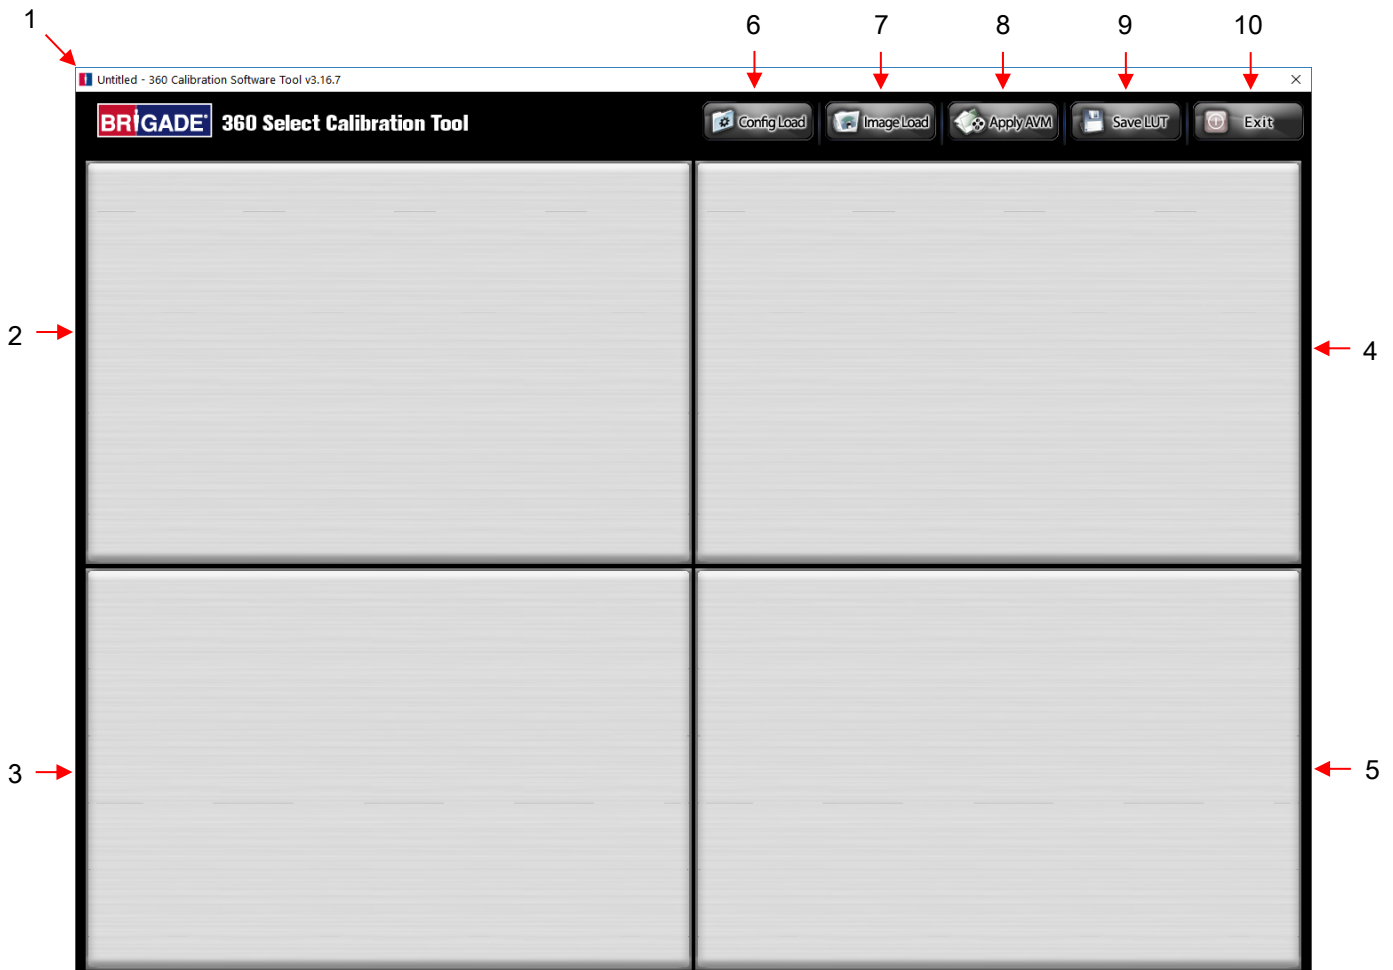 1 6 7 8 9 10
Untitled - 360 Calibration Software Tool v3.16.7
BRiGADE 360 Select Calibration Tool Config Load Image Load Apply AVM Save LUT Exit
2
4
3
5